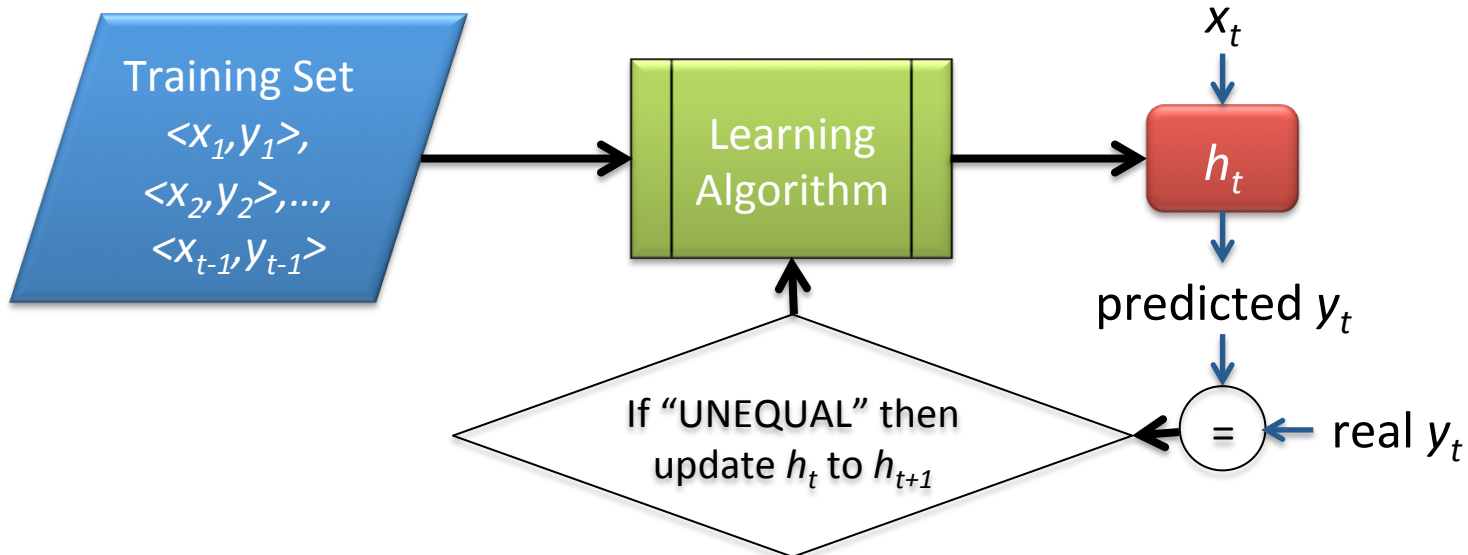 Training Set
<x₁,y₁>,
<x₂,y₂>,…,
<xₜ₋₁,yₜ₋₁>
Learning
Algorithm
xₜ
hₜ
predicted yₜ
=
real yₜ
If “UNEQUAL” then
update hₜ to hₜ₊₁